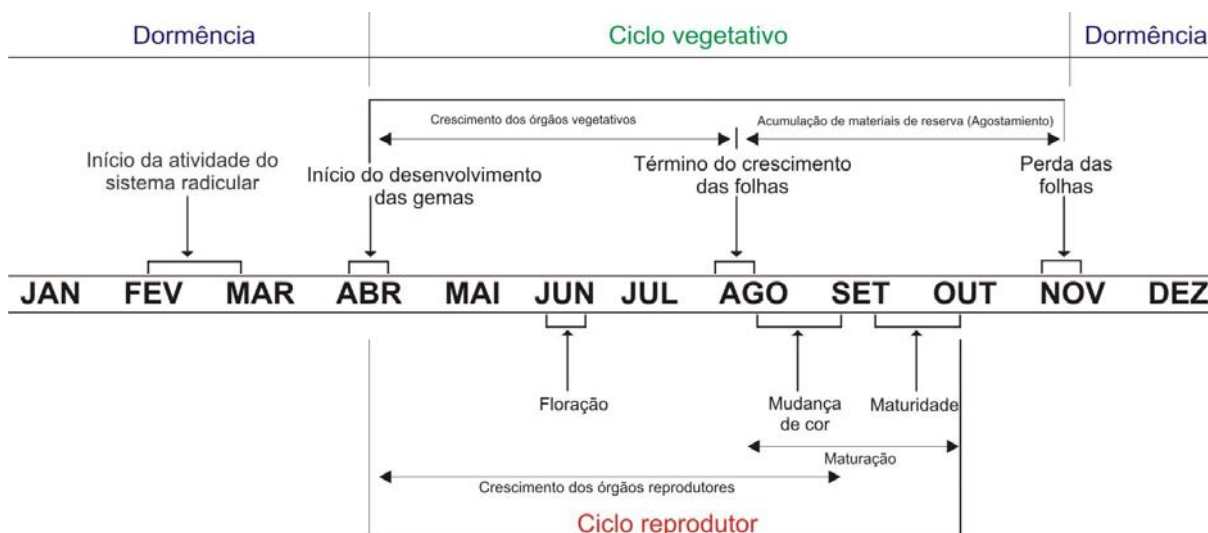 Dormência
Ciclo vegetativo
Dormência
Crescimento dos órgãos vegetativos
Acumulação de materiais de reserva (Agostamiento)
Início da atividade do
sistema radicular
Início do desenvolvimento
das gemas
Término do crescimento
das folhas
Perda das
folhas
JAN FEV MAR ABR MAI JUN JUL AGO SET OUT NOV DEZ
Floração
Mudança
de cor
Maturidade
Maturação
Crescimento dos órgãos reprodutores
Ciclo reprodutor